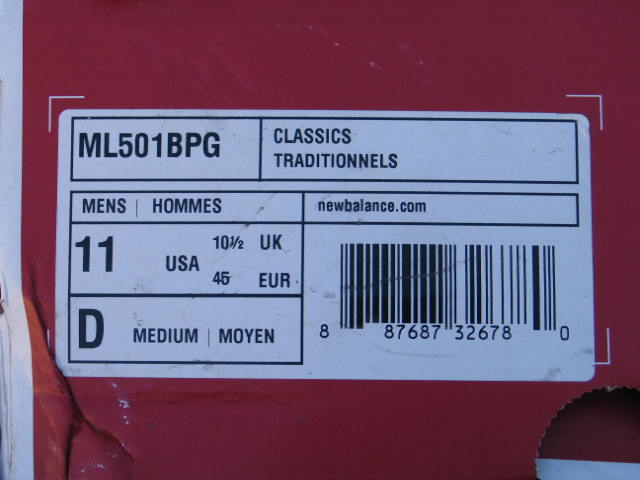 ML501BPG
CLASSICS
TRADITIONNELS
MENS | HOMMES
newbalance.com
11 USA 10½ UK
45 EUR
D MEDIUM | MOYEN
8 87687 32678 0